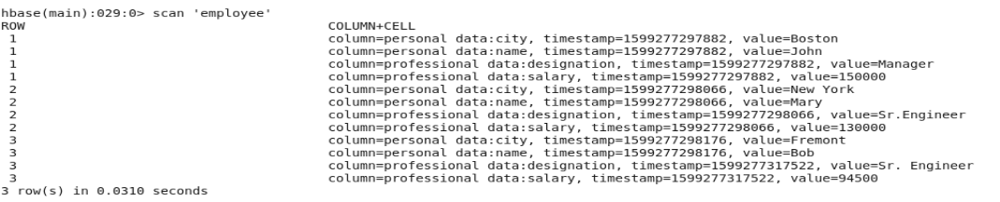 hbase(main):029:0> scan 'employee'
ROW COLUMN+CELL
1 column=personal data:city, timestamp=1599277297882, value=Boston
1 column=personal data:name, timestamp=1599277297882, value=John
1 column=professional data:designation, timestamp=1599277297882, value=Manager
1 column=professional data:salary, timestamp=1599277297882, value=150000
2 column=personal data:city, timestamp=1599277298066, value=New York
2 column=personal data:name, timestamp=1599277298066, value=Mary
2 column=professional data:designation, timestamp=1599277298066, value=Sr.Engineer
2 column=professional data:salary, timestamp=1599277298066, value=130000
3 column=personal data:city, timestamp=1599277298176, value=Fremont
3 column=personal data:name, timestamp=1599277298176, value=Bob
3 column=professional data:designation, timestamp=1599277317522, value=Sr. Engineer
3 column=professional data:salary, timestamp=1599277317522, value=94500
3 row(s) in 0.0310 seconds